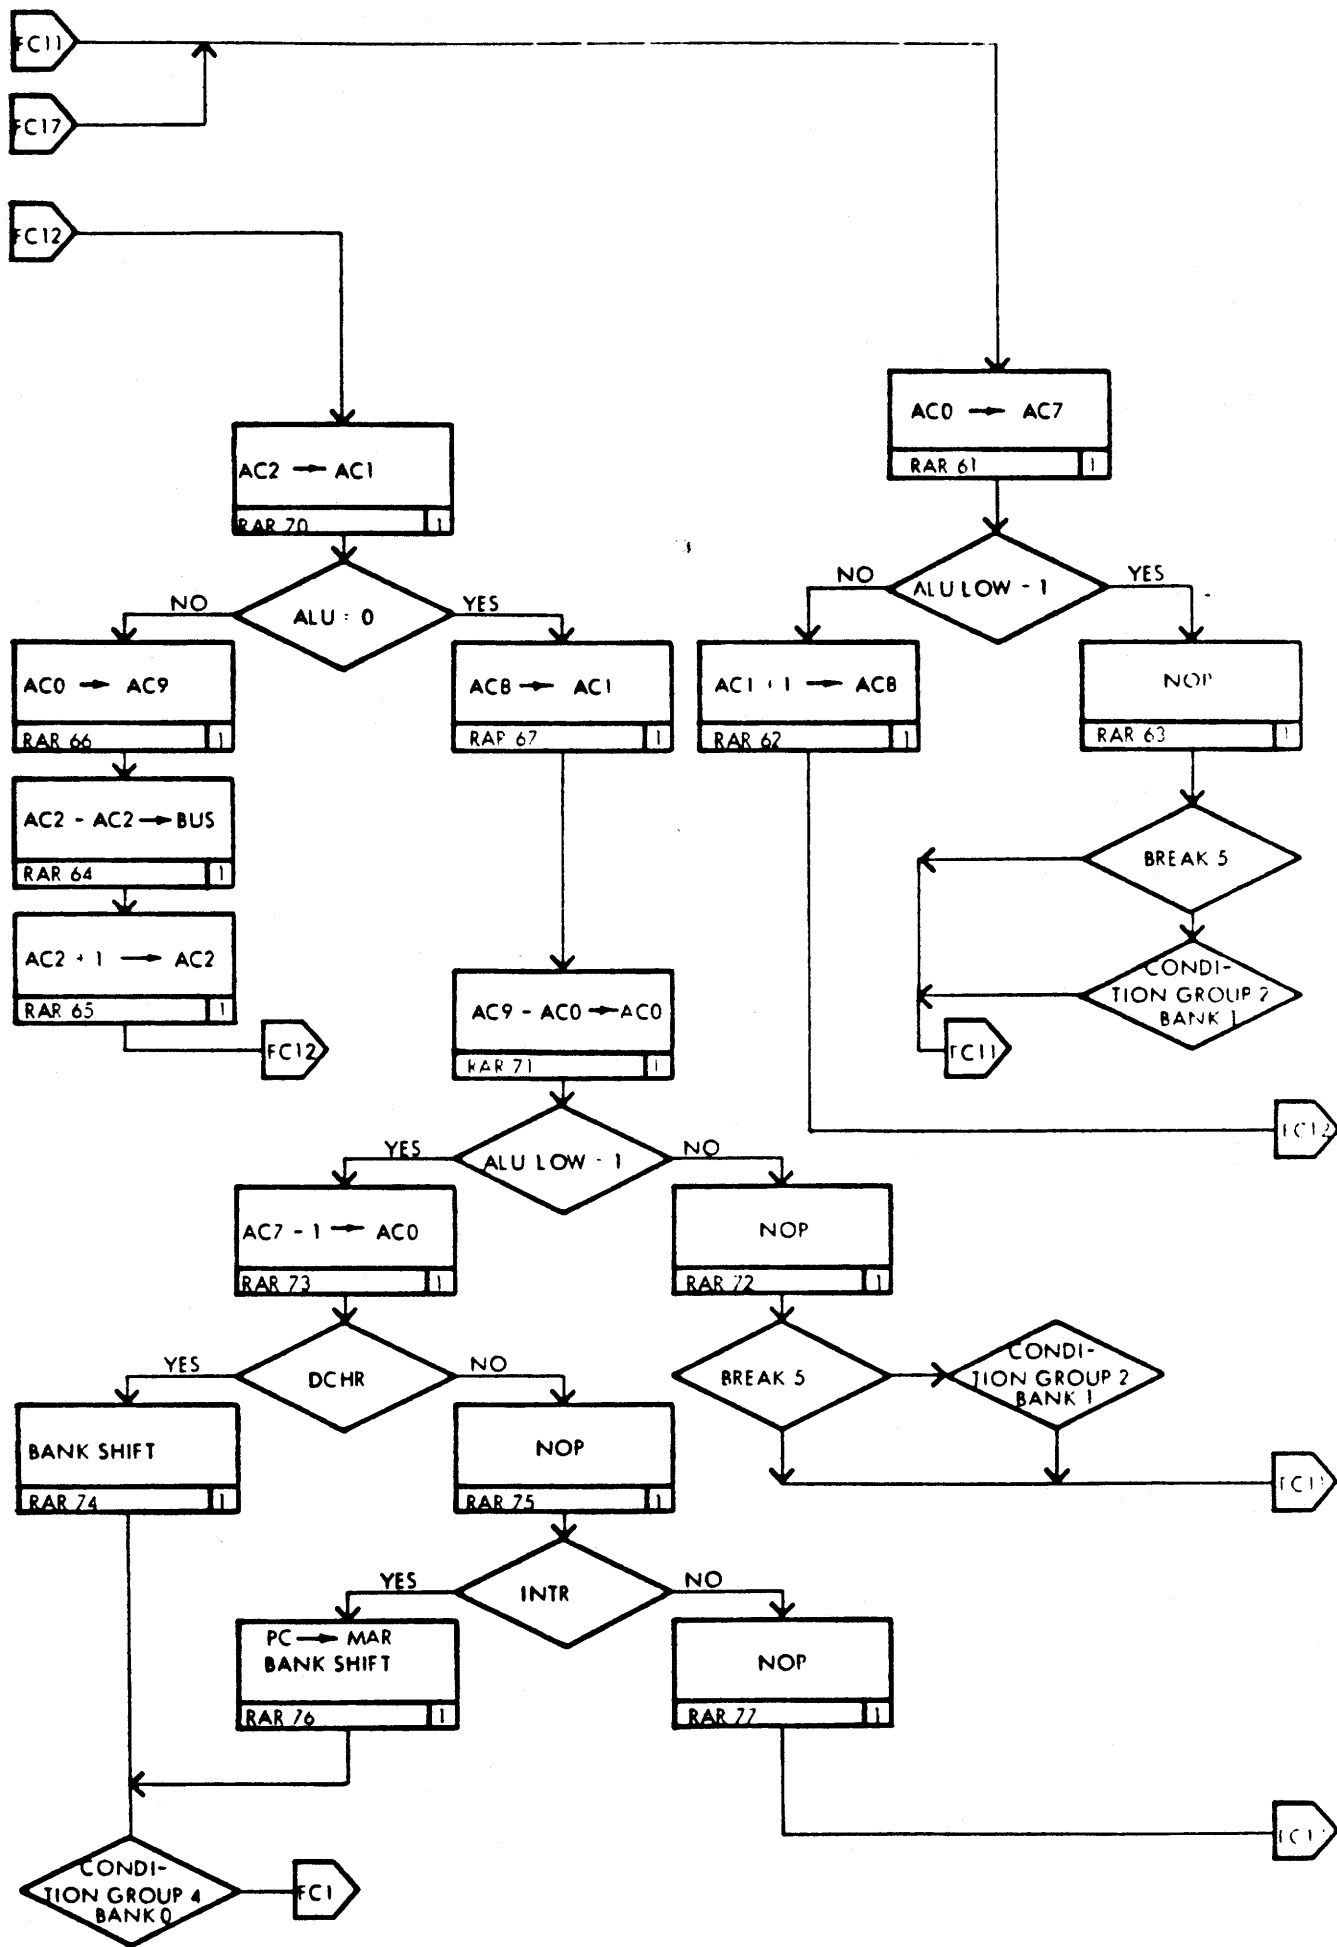 FC11
FC17
FC12
AC0 → AC7
RAR 61 1
AC2 → AC1
RAR 70 1
NO ALU LOW - 1 YES
NO ALU = 0 YES
AC0 → AC9
RAR 66 1
AC8 → AC1
RAR 67 1
AC1 + 1 → AC8
RAR 62 1
NOP
RAR 63 1
AC2 - AC2 → BUS
RAR 64 1
BREAK 5
AC2 + 1 → AC2
RAR 65 1
FC12
AC9 - AC0 → AC0
RAR 71 1
CONDI-
TION GROUP 2
BANK 1
FC11
FC12
YES ALU LOW - 1 NO
AC7 - 1 → AC0
RAR 73 1
NOP
RAR 72 1
YES DCHR NO
BREAK 5
CONDI-
TION GROUP 2
BANK 1
BANK SHIFT
RAR 74 1
NOP
RAR 75 1
YES INTR NO
PC → MAR
BANK SHIFT
RAR 76 1
NOP
RAR 77 1
CONDI-
TION GROUP 4
BANK 0
FC1